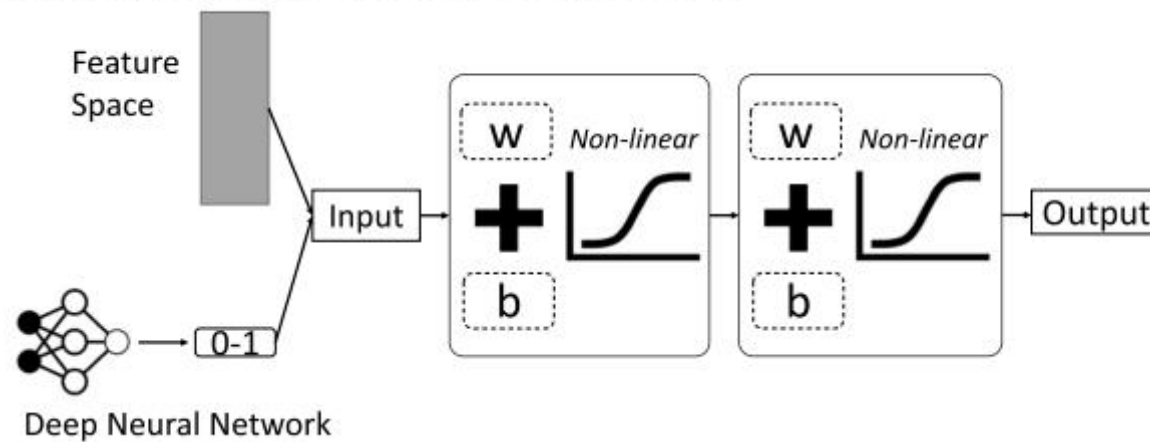 Feature
Space
Input
w
Non-linear
b
w
Non-linear
b
Output
0-1
Deep Neural Network